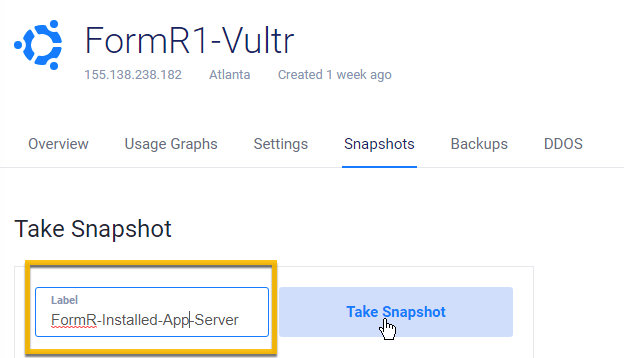 FormR1-Vultr
155.138.238.182 Atlanta Created 1 week ago
Overview Usage Graphs Settings Snapshots Backups DDOS
Take Snapshot
Label
FormR-Installed-App-Server
Take Snapshot